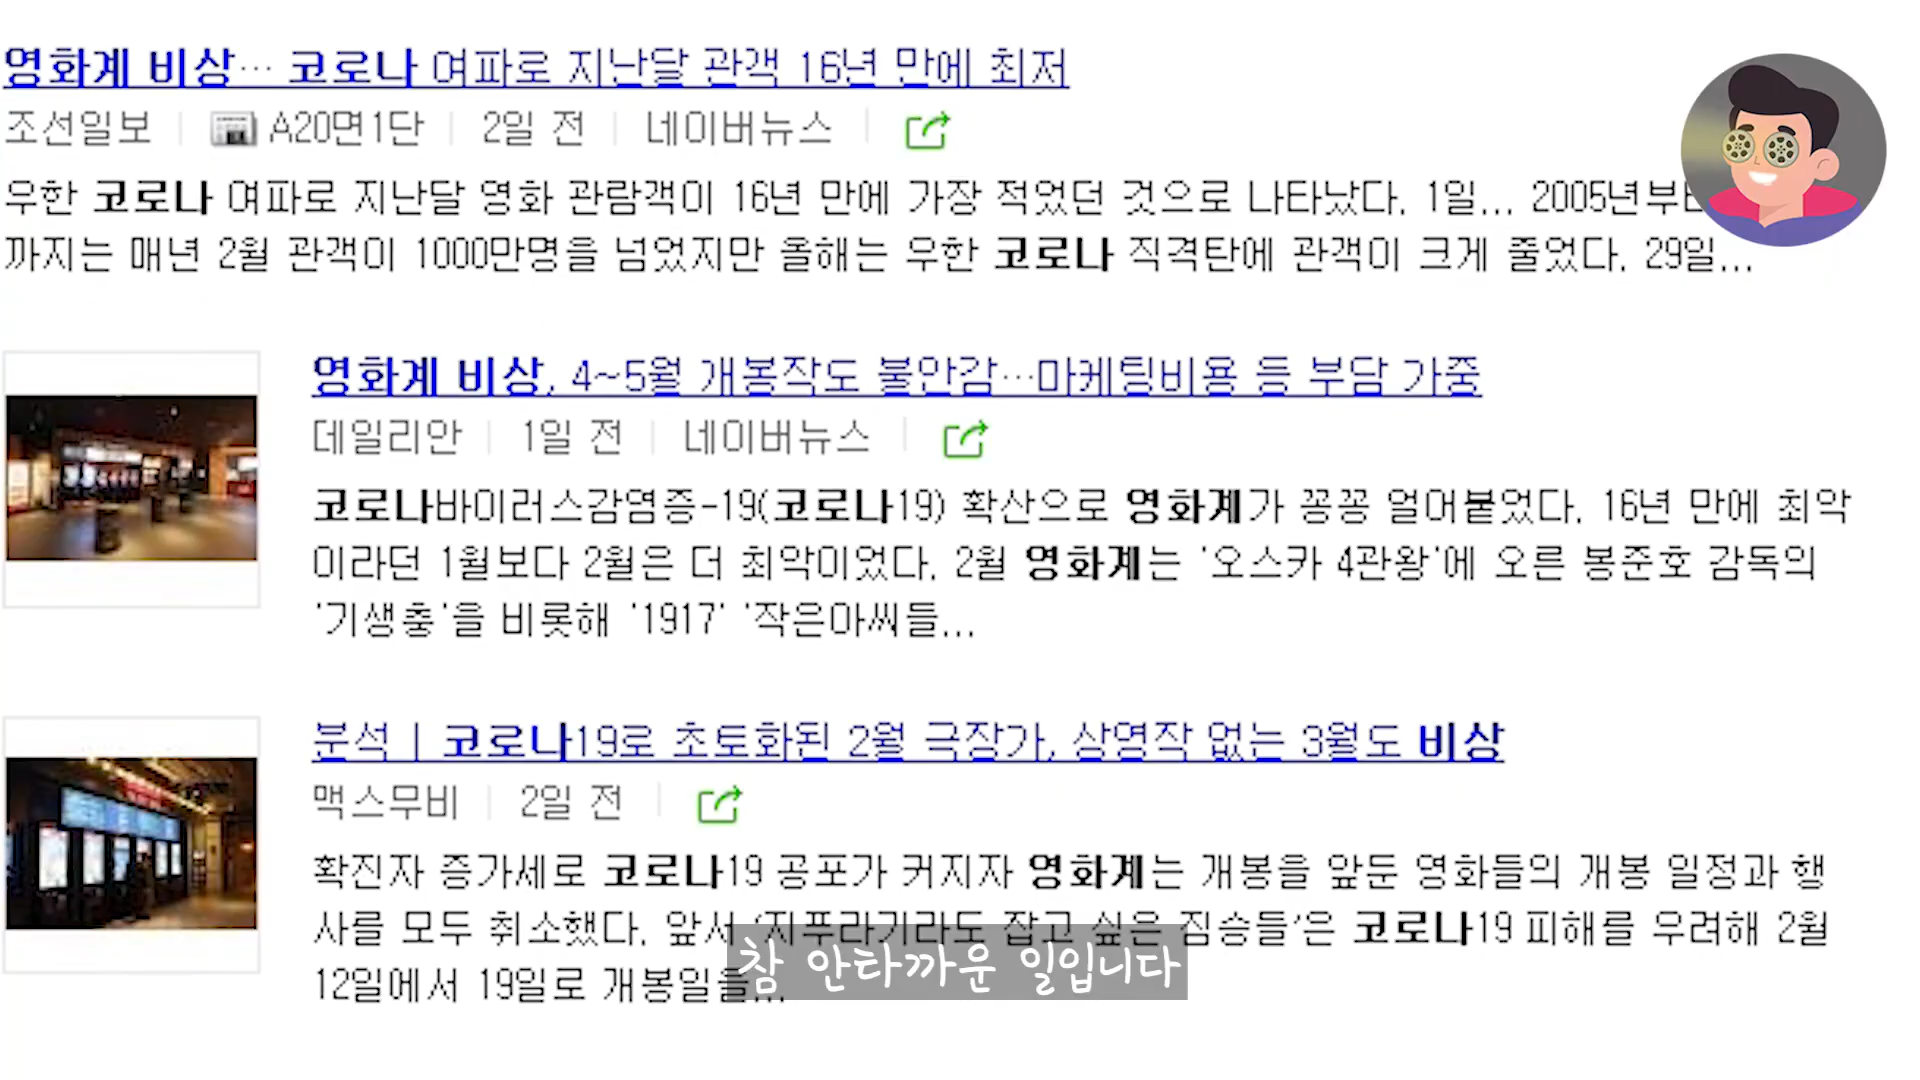 영화계 비상… 코로나 여파로 지난달 관객 16년 만에 최저
조선일보 A20면1단 2일 전 네이버뉴스
우한 코로나 여파로 지난달 영화 관람객이 16년 만에 가장 적었던 것으로 나타났다. 1일... 2005년부터
까지는 매년 2월 관객이 1000만명을 넘었지만 올해는 우한 코로나 직격탄에 관객이 크게 줄었다. 29일...
영화계 비상, 4~5월 개봉작도 불안감…마케팅비용 등 부담 가중
데일리안 1일 전 네이버뉴스
코로나바이러스감염증-19(코로나19) 확산으로 영화계가 꽁꽁 얼어붙었다. 16년 만에 최악
이라던 1월보다 2월은 더 최악이었다. 2월 영화계는 '오스카 4관왕'에 오른 봉준호 감독의
'기생충'을 비롯해 '1917' '작은아씨들...
분석 | 코로나19로 초토화된 2월 극장가, 상영작 없는 3월도 비상
맥스무비 2일 전
확진자 증가세로 코로나19 공포가 커지자 영화계는 개봉을 앞둔 영화들의 개봉 일정과 행
사를 모두 취소했다. 앞서 '지푸라기라도 잡고 싶은 짐승들'은 코로나19 피해를 우려해 2월
12일에서 19일로 개봉일을...
참 안타까운 일입니다